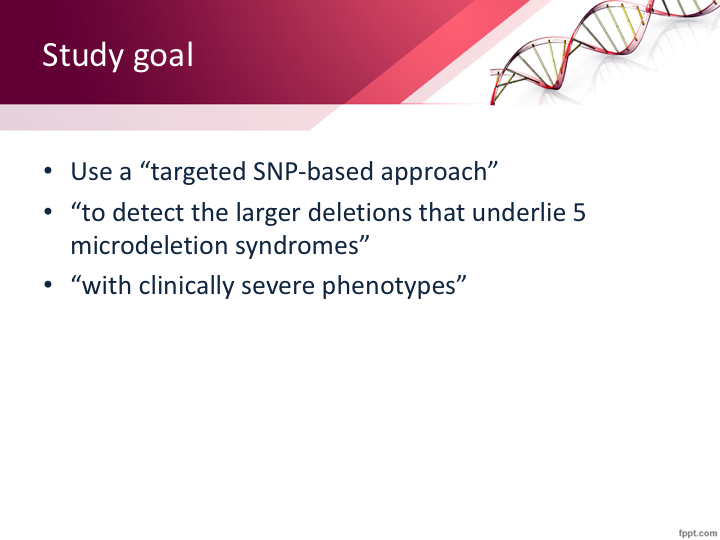 Study goal
• Use a “targeted SNP-based approach”
• “to detect the larger deletions that underlie 5
microdeletion syndromes”
• “with clinically severe phenotypes”
fppt.com